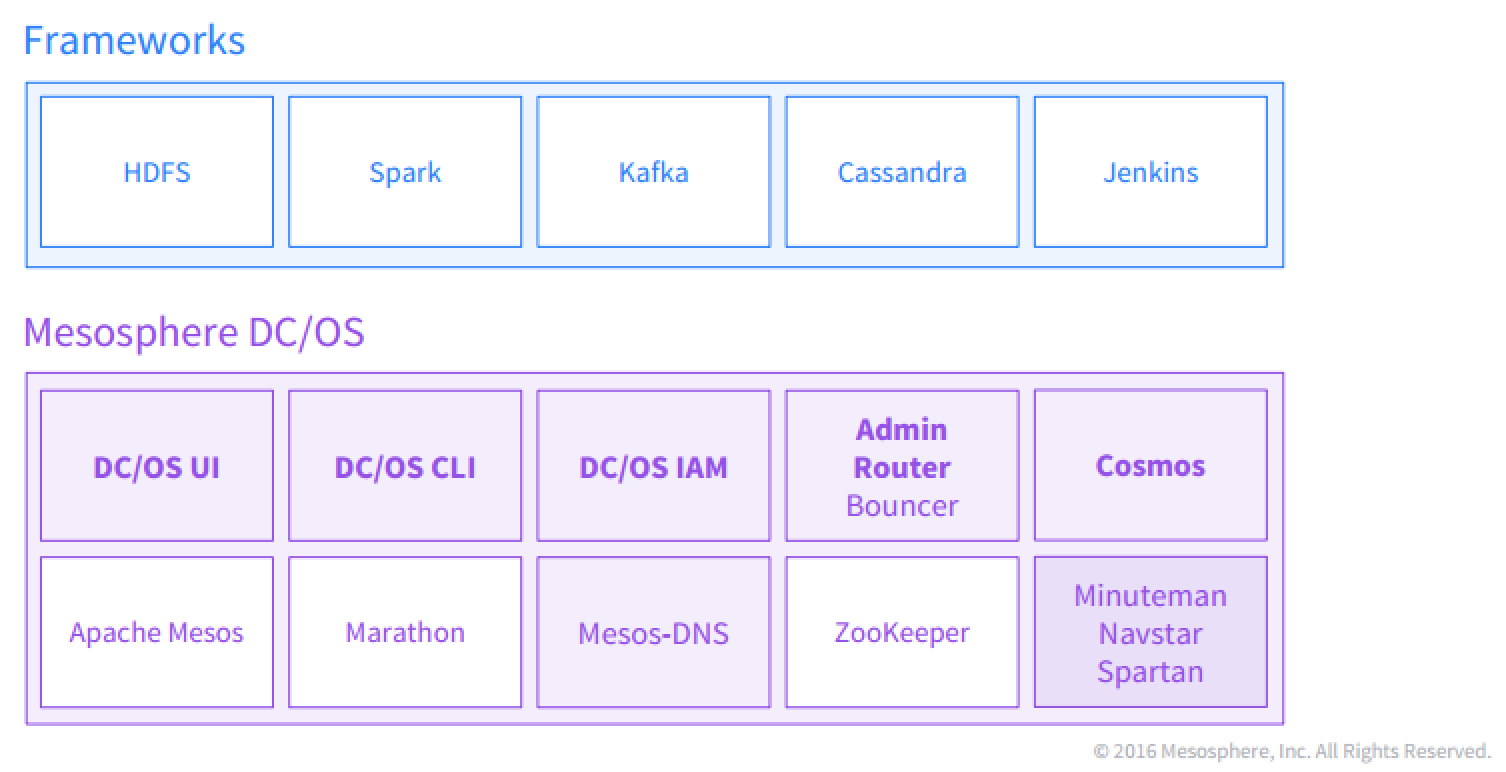 Frameworks
HDFS
Spark
Kafka
Cassandra
Jenkins
Mesosphere DC/OS
DC/OS UI
DC/OS CLI
DC/OS IAM
Admin
Router
Bouncer
Cosmos
Apache Mesos
Marathon
Mesos-DNS
ZooKeeper
Minuteman
Navstar
Spartan
© 2016 Mesosphere, Inc. All Rights Reserved.